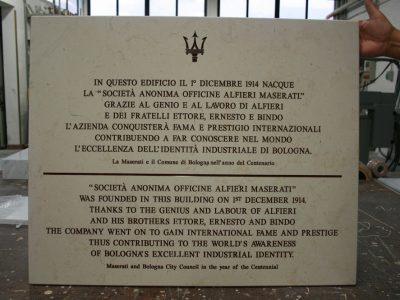 IN QUESTO EDIFICIO IL 1° DICEMBRE 1914 NACQUE
LA "SOCIETÀ ANONIMA OFFICINE ALFIERI MASERATI".
GRAZIE AL GENIO E AL LAVORO DI ALFIERI
E DEI FRATELLI ETTORE, ERNESTO E BINDO
L'AZIENDA CONQUISTERÀ FAMA E PRESTIGIO INTERNAZIONALI
CONTRIBUENDO A FAR CONOSCERE NEL MONDO
L'ECCELLENZA DELL'IDENTITÀ INDUSTRIALE DI BOLOGNA.
La Maserati e il Comune di Bologna nell'anno del Centenario
"SOCIETÀ ANONIMA OFFICINE ALFIERI MASERATI"
WAS FOUNDED IN THIS BUILDING ON 1ST DECEMBER 1914.
THANKS TO THE GENIUS AND LABOUR OF ALFIERI
AND HIS BROTHERS ETTORE, ERNESTO AND BINDO
THE COMPANY WENT ON TO GAIN INTERNATIONAL FAME AND PRESTIGE
THUS CONTRIBUTING TO THE WORLD'S AWARENESS
OF BOLOGNA'S EXCELLENT INDUSTRIAL IDENTITY.
Maserati and Bologna City Council in the year of the Centennial